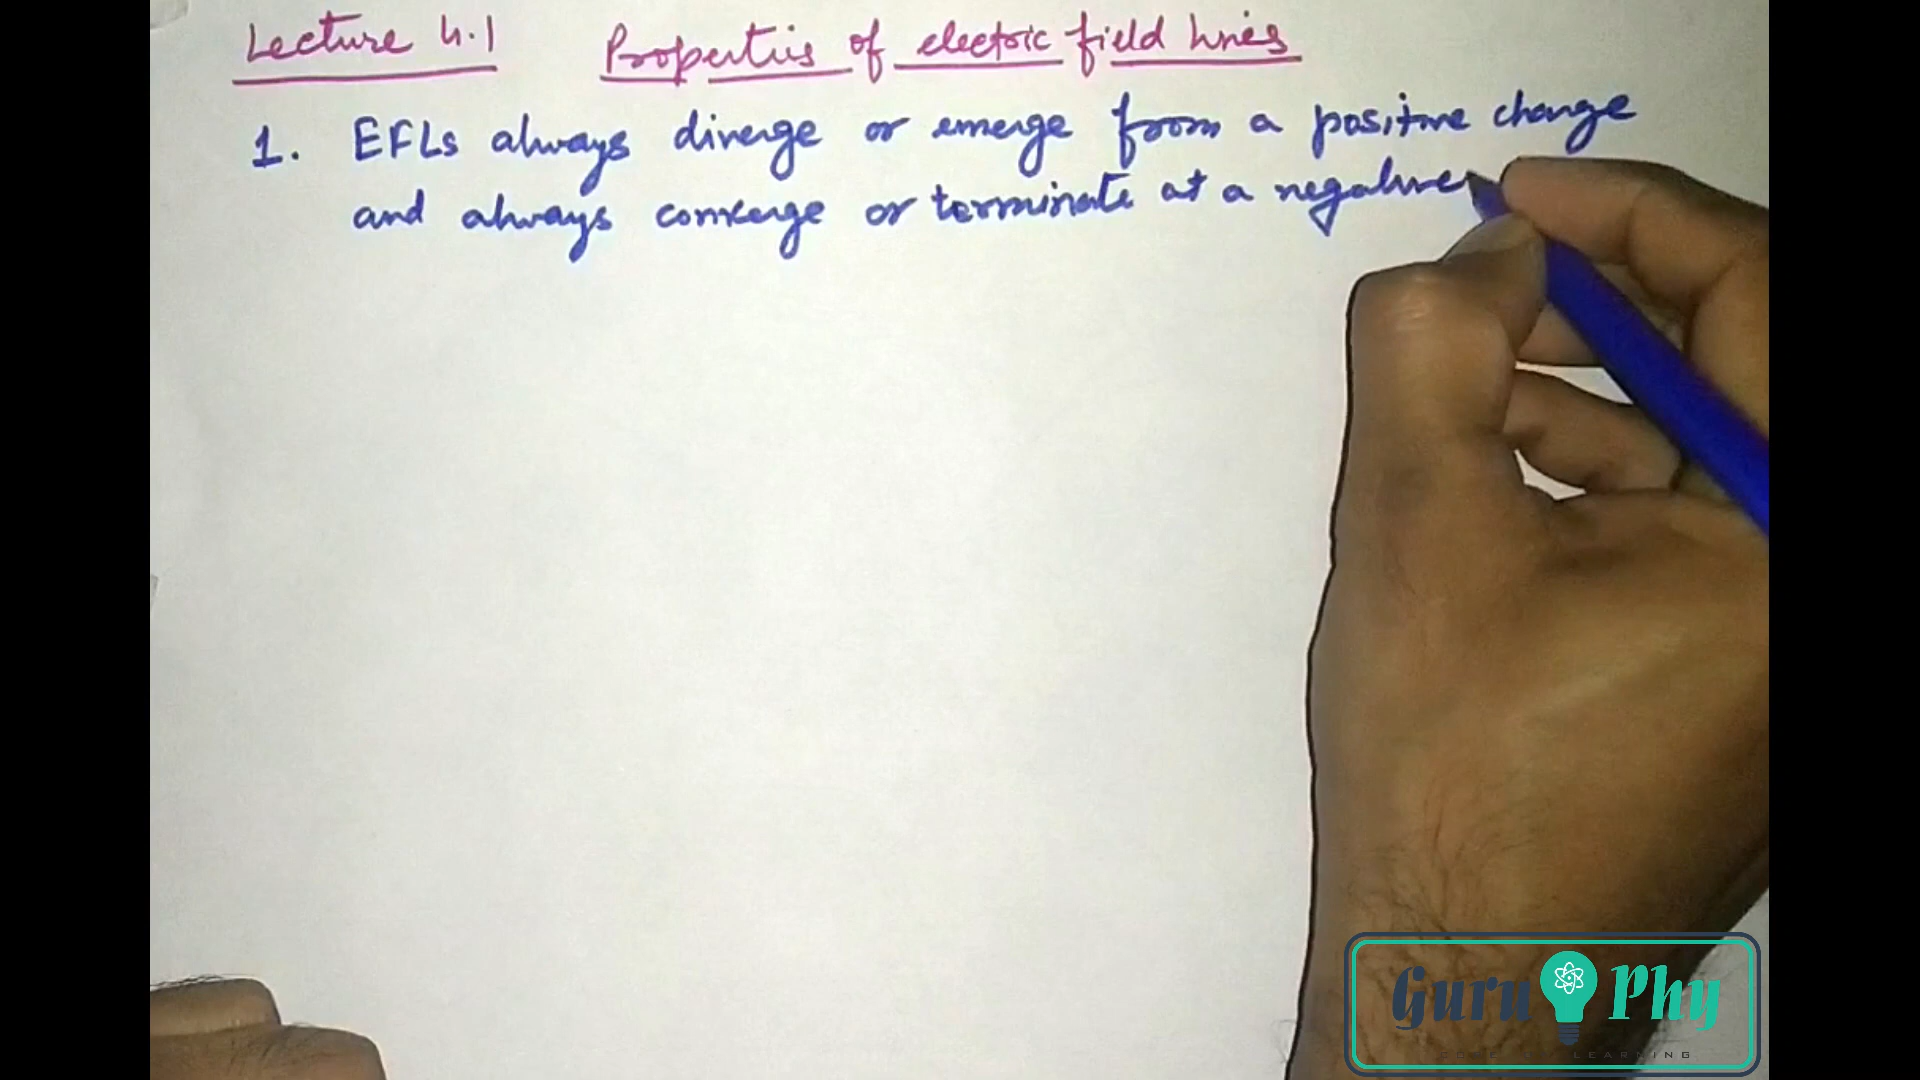 Lecture 4.1 Properties of electric field lines
1. EFLs always diverge or emerge from a positive charge
and always converge or terminate at a negative
Guru Phy